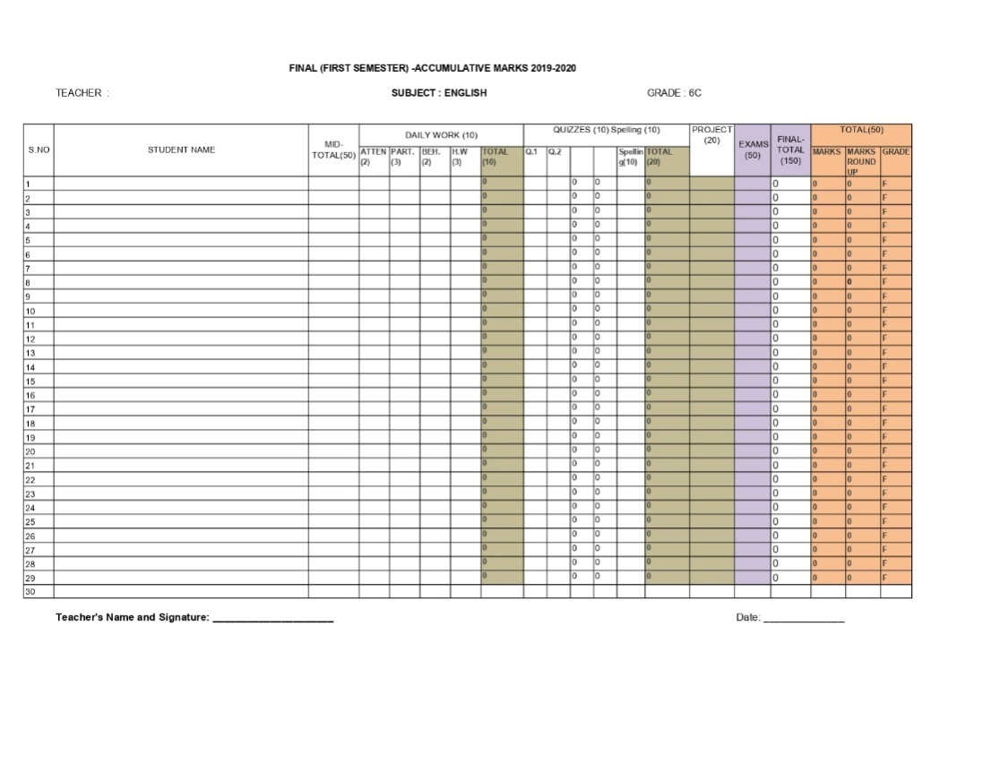 FINAL (FIRST SEMESTER) -ACCUMULATIVE MARKS 2019-2020
TEACHER : SUBJECT : ENGLISH GRADE : 6C
S.NO STUDENT NAME MID-TOTAL(50) DAILY WORK (10) QUIZZES (10) Spelling (10) PROJECT (20) EXAMS (50) FINAL-TOTAL (150) TOTAL(50)
ATTEN (2) PART. (3) BEH. (2) H.W (3) TOTAL (10) Q.1 Q.2 Spelling(10) TOTAL (20) MARKS MARKS ROUND UP GRADE
1 0 0 0 0 0 0 0 F
2 0 0 0 0 0 0 0 F
3 0 0 0 0 0 0 0 F
4 0 0 0 0 0 0 0 F
5 0 0 0 0 0 0 0 F
6 0 0 0 0 0 0 0 F
7 0 0 0 0 0 0 0 F
8 0 0 0 0 0 0 0 F
9 0 0 0 0 0 0 0 F
10 0 0 0 0 0 0 0 F
11 0 0 0 0 0 0 0 F
12 0 0 0 0 0 0 0 F
13 0 0 0 0 0 0 0 F
14 0 0 0 0 0 0 0 F
15 0 0 0 0 0 0 0 F
16 0 0 0 0 0 0 0 F
17 0 0 0 0 0 0 0 F
18 0 0 0 0 0 0 0 F
19 0 0 0 0 0 0 0 F
20 0 0 0 0 0 0 0 F
21 0 0 0 0 0 0 0 F
22 0 0 0 0 0 0 0 F
23 0 0 0 0 0 0 0 F
24 0 0 0 0 0 0 0 F
25 0 0 0 0 0 0 0 F
26 0 0 0 0 0 0 0 F
27 0 0 0 0 0 0 0 F
28 0 0 0 0 0 0 0 F
29 0 0 0 0 0 0 0 F
30
Teacher's Name and Signature: _____________________ Date: ______________